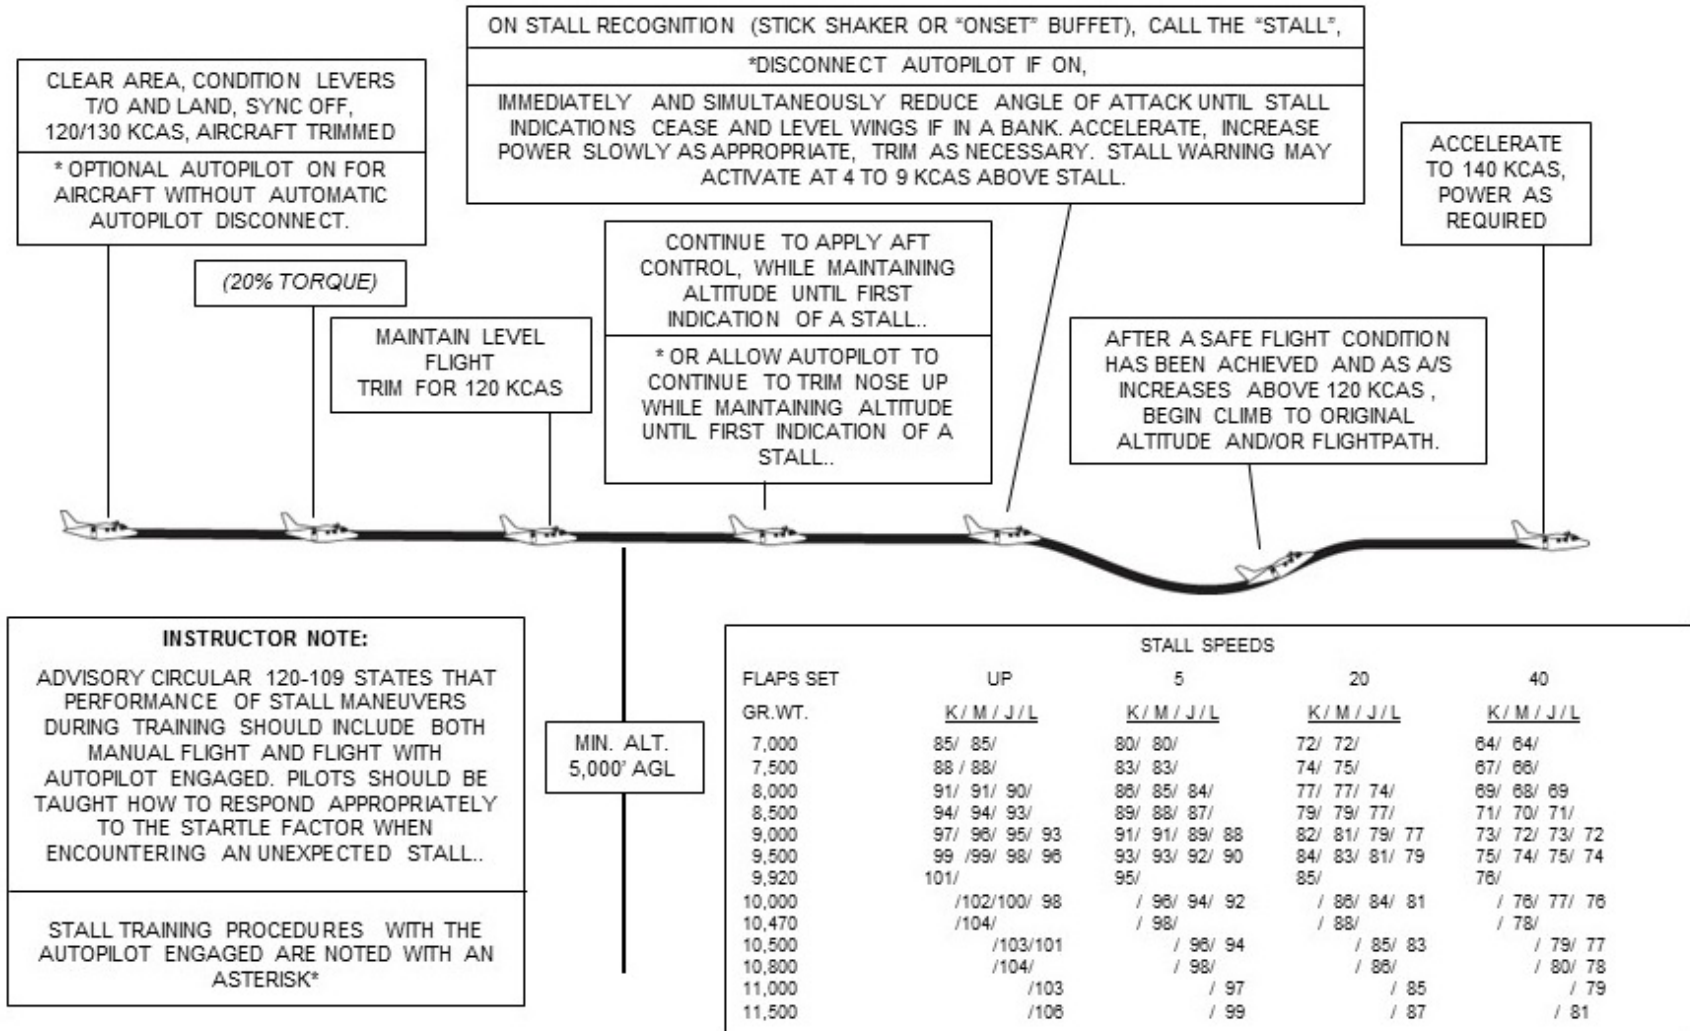 ON STALL RECOGNITION (STICK SHAKER OR "ONSET" BUFFET), CALL THE "STALL",
*DISCONNECT AUTOPILOT IF ON,
IMMEDIATELY AND SIMULTANEOUSLY REDUCE ANGLE OF ATTACK UNTIL STALL
INDICATIONS CEASE AND LEVEL WINGS IF IN A BANK. ACCELERATE, INCREASE
POWER SLOWLY AS APPROPRIATE, TRIM AS NECESSARY. STALL WARNING MAY
ACTIVATE AT 4 TO 9 KCAS ABOVE STALL.
CLEAR AREA, CONDITION LEVERS
T/O AND LAND, SYNC OFF,
120/130 KCAS, AIRCRAFT TRIMMED
* OPTIONAL AUTOPILOT ON FOR
AIRCRAFT WITHOUT AUTOMATIC
AUTOPILOT DISCONNECT.
(20% TORQUE)
MAINTAIN LEVEL
FLIGHT
TRIM FOR 120 KCAS
CONTINUE TO APPLY AFT
CONTROL, WHILE MAINTAINING
ALTITUDE UNTIL FIRST
INDICATION OF A STALL..
* OR ALLOW AUTOPILOT TO
CONTINUE TO TRIM NOSE UP
WHILE MAINTAINING ALTITUDE
UNTIL FIRST INDICATION OF A
STALL..
AFTER A SAFE FLIGHT CONDITION
HAS BEEN ACHIEVED AND AS A/S
INCREASES ABOVE 120 KCAS ,
BEGIN CLIMB TO ORIGINAL
ALTITUDE AND/OR FLIGHTPATH.
ACCELERATE
TO 140 KCAS,
POWER AS
REQUIRED
INSTRUCTOR NOTE:
ADVISORY CIRCULAR 120-109 STATES THAT
PERFORMANCE OF STALL MANEUVERS
DURING TRAINING SHOULD INCLUDE BOTH
MANUAL FLIGHT AND FLIGHT WITH
AUTOPILOT ENGAGED. PILOTS SHOULD BE
TAUGHT HOW TO RESPOND APPROPRIATELY
TO THE STARTLE FACTOR WHEN
ENCOUNTERING AN UNEXPECTED STALL..
STALL TRAINING PROCEDURES WITH THE
AUTOPILOT ENGAGED ARE NOTED WITH AN
ASTERISK*
MIN. ALT.
5,000' AGL
STALL SPEEDS
FLAPS SET UP 5 20 40
GR.WT. K / M / J / L K / M / J / L K / M / J / L K / M / J / L
7,000 85/ 85/ 80/ 80/ 72/ 72/ 64/ 64/
7,500 88 / 88/ 83/ 83/ 74/ 75/ 67/ 66/
8,000 91/ 91/ 90/ 86/ 85/ 84/ 77/ 77/ 74/ 69/ 68/ 69
8,500 94/ 94/ 93/ 89/ 88/ 87/ 79/ 79/ 77/ 71/ 70/ 71/
9,000 97/ 96/ 95/ 93 91/ 91/ 89/ 88 82/ 81/ 79/ 77 73/ 72/ 73/ 72
9,500 99 /99/ 98/ 96 93/ 93/ 92/ 90 84/ 83/ 81/ 79 75/ 74/ 75/ 74
9,920 101/ 95/ 85/ 76/
10,000 /102/100/ 98 / 96/ 94/ 92 / 86/ 84/ 81 / 76/ 77/ 76
10,470 /104/ / 98/ / 88/ / 78/
10,500 /103/101 / 96/ 94 / 85/ 83 / 79/ 77
10,800 /104/ / 98/ / 86/ / 80/ 78
11,000 /103 / 97 / 85 / 79
11,500 /106 / 99 / 87 / 81